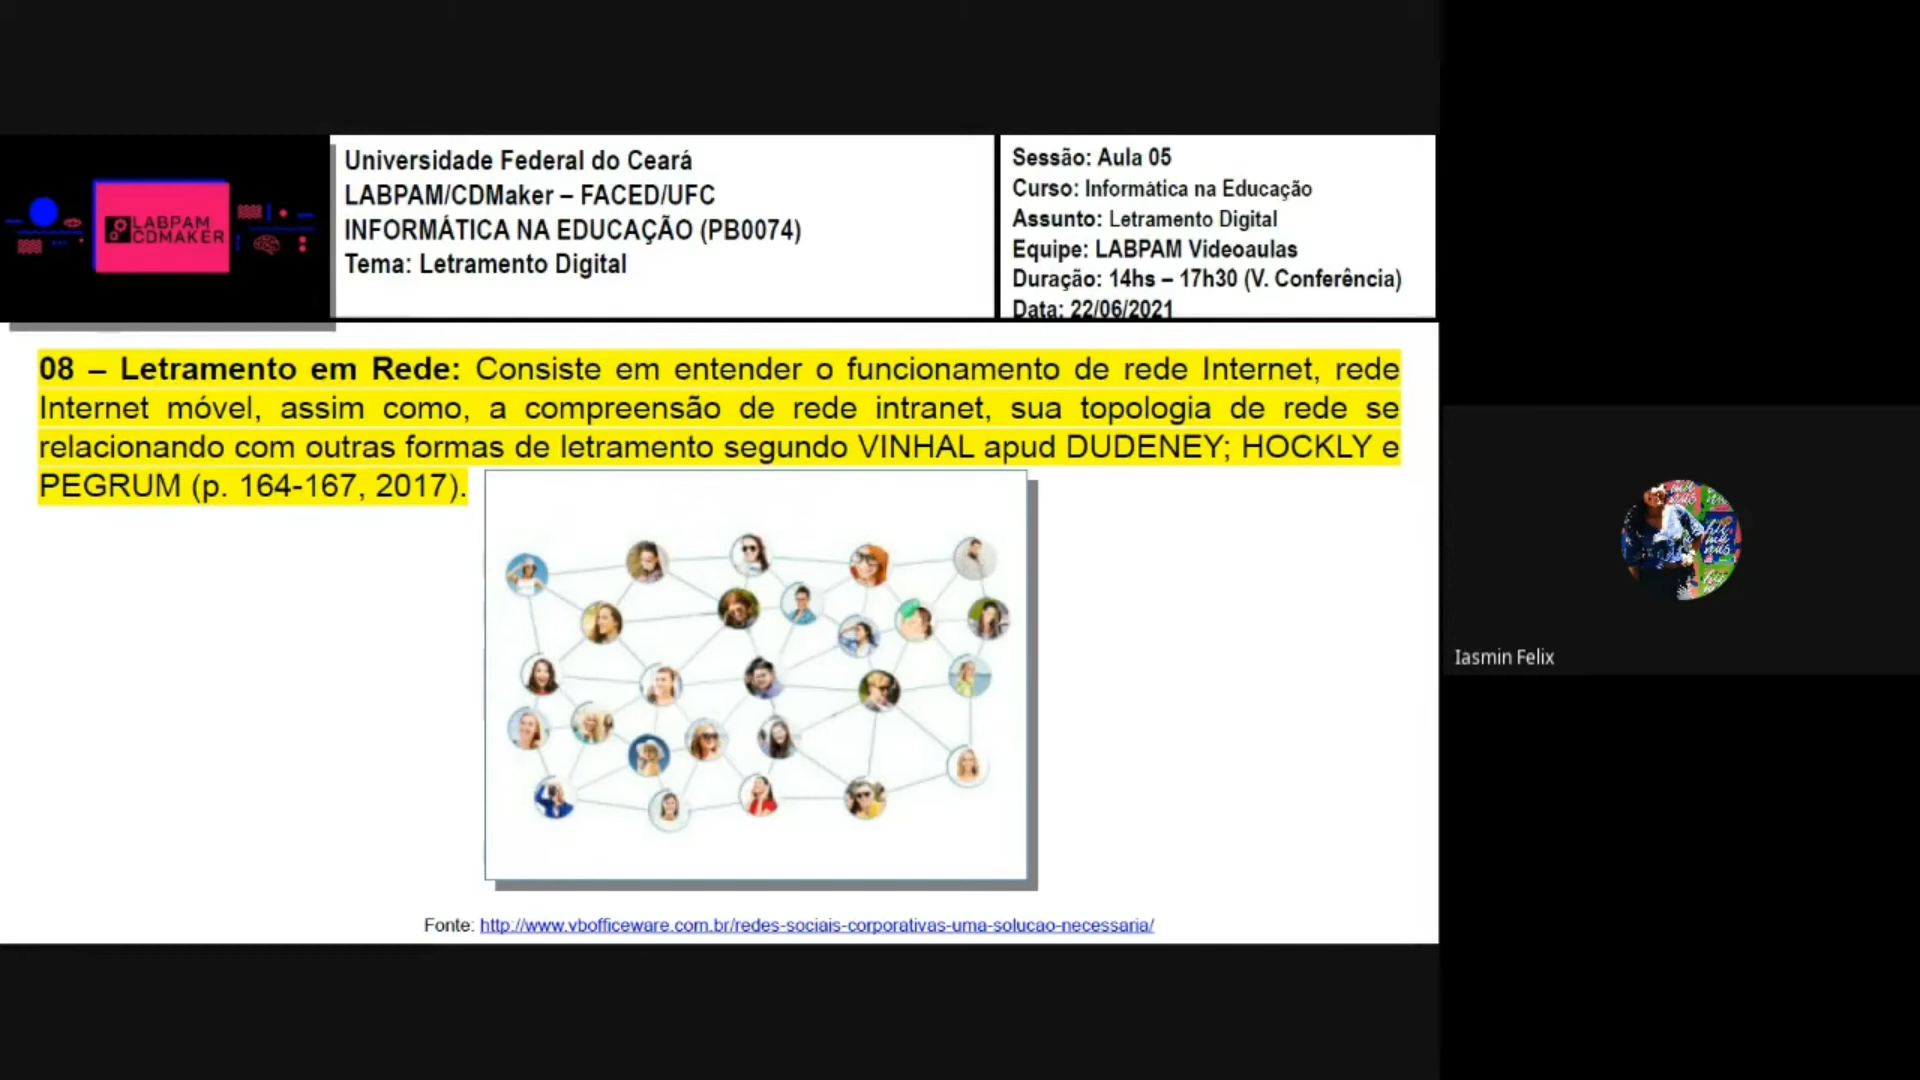 LABPAM
CDMAKER
Universidade Federal do Ceará
LABPAM/CDMaker – FACED/UFC
INFORMÁTICA NA EDUCAÇÃO (PB0074)
Tema: Letramento Digital
Sessão: Aula 05
Curso: Informática na Educação
Assunto: Letramento Digital
Equipe: LABPAM Videoaulas
Duração: 14hs – 17h30 (V. Conferência)
Data: 22/06/2021
08 – Letramento em Rede: Consiste em entender o funcionamento de rede Internet, rede
Internet móvel, assim como, a compreensão de rede intranet, sua topologia de rede se
relacionando com outras formas de letramento segundo VINHAL apud DUDENEY; HOCKLY e
PEGRUM (p. 164-167, 2017).
Fonte: http://www.vbofficeware.com.br/redes-sociais-corporativas-uma-solucao-necessaria/
Iasmin Felix